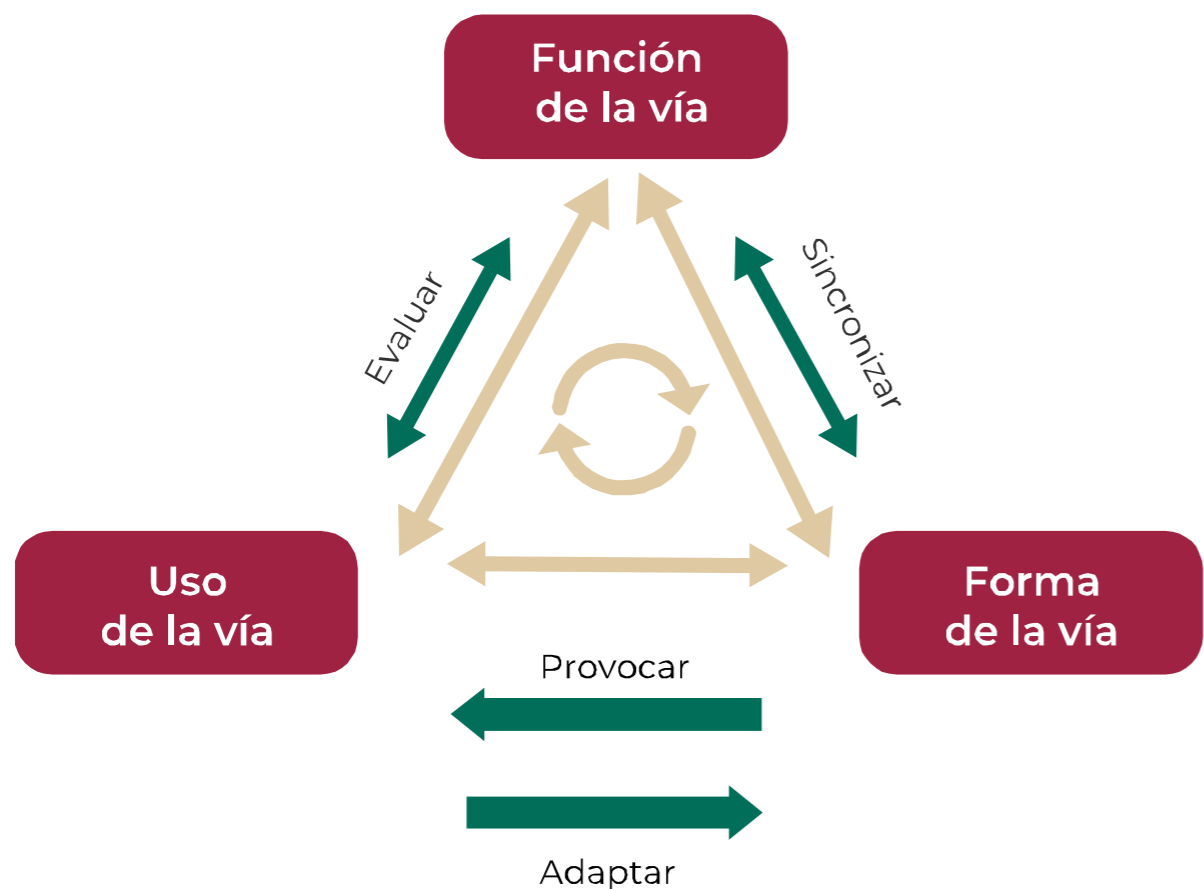 Función
de la vía
Evaluar
Sincronizar
Uso
de la vía
Forma
de la vía
Provocar
Adaptar